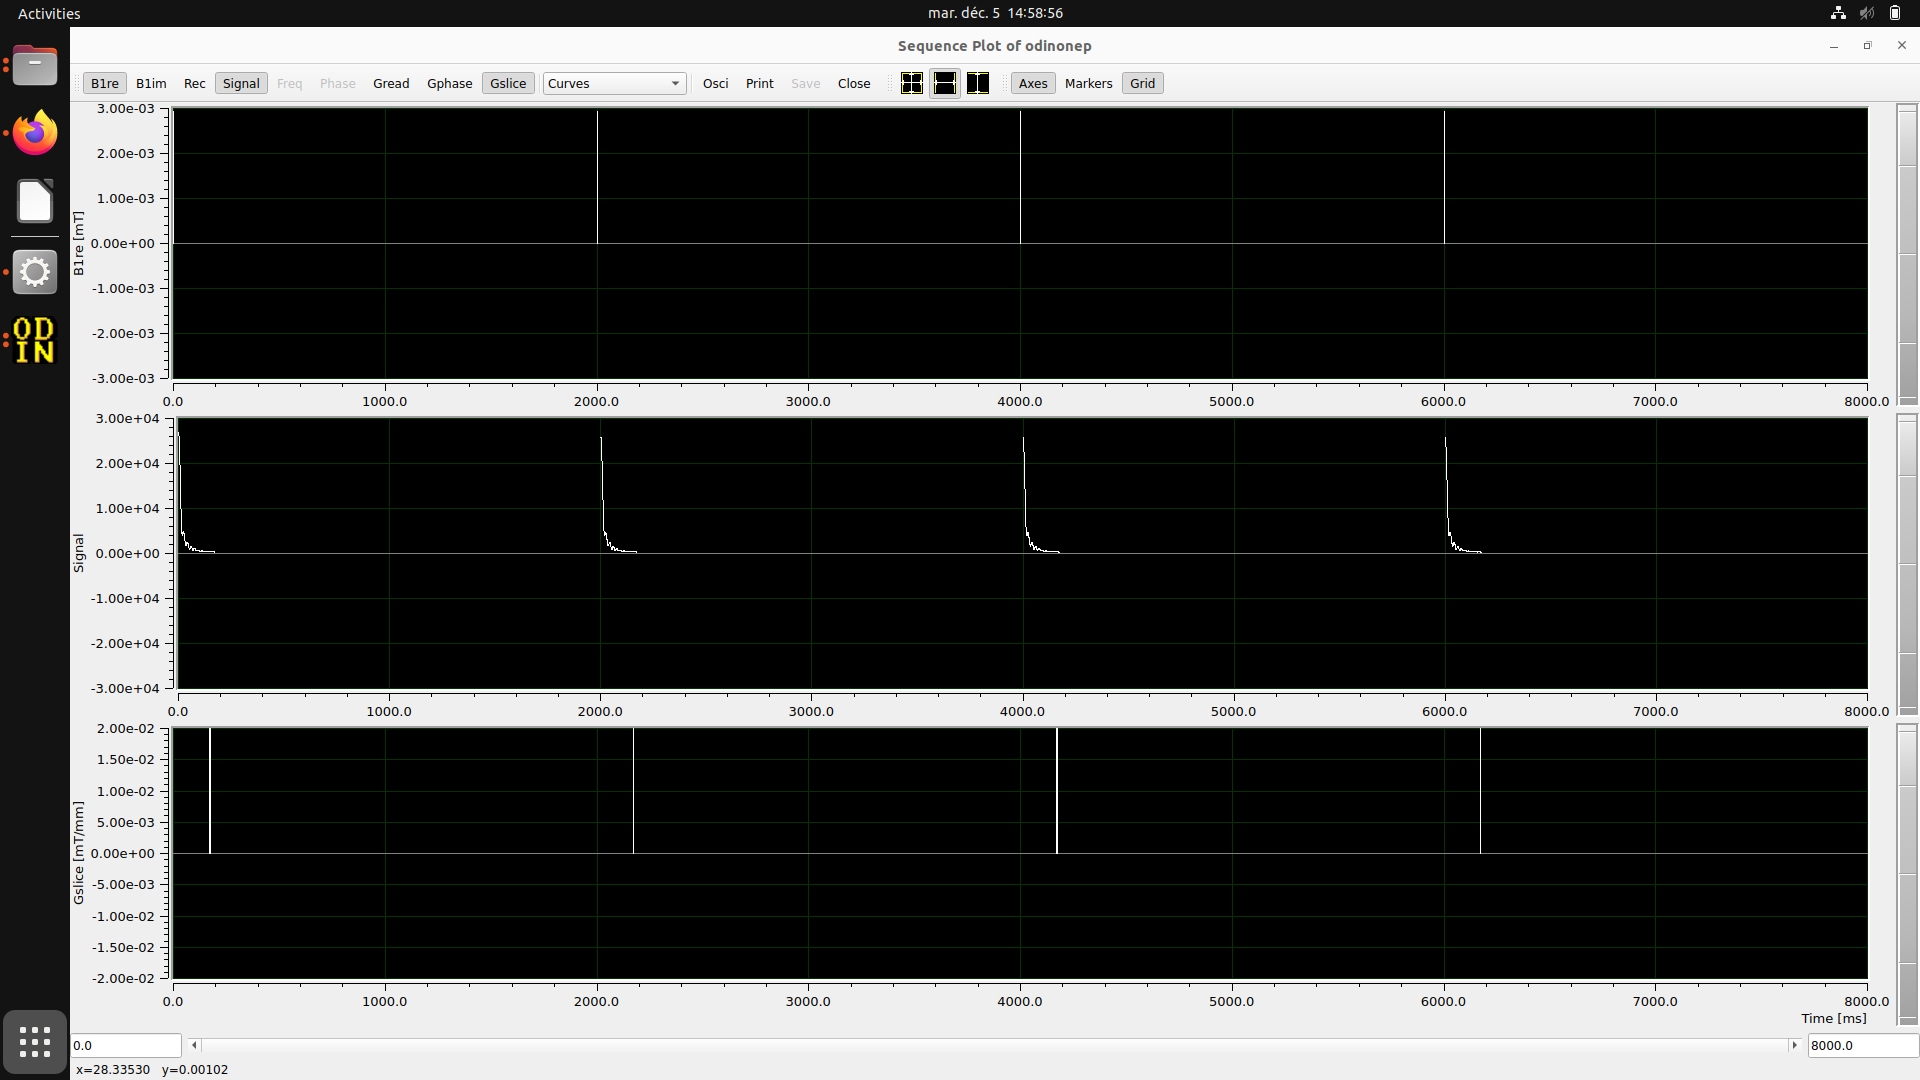 Activities
mar. déc. 5 14:58:56
Sequence Plot of odinonep
B1re B1im Rec Signal Freq Phase Gread Gphase Gslice Curves Osci Print Save Close Axes Markers Grid
B1re [mT]
3.00e-03
2.00e-03
1.00e-03
0.00e+00
-1.00e-03
-2.00e-03
-3.00e-03
0.0 1000.0 2000.0 3000.0 4000.0 5000.0 6000.0 7000.0 8000.0
Signal
3.00e+04
2.00e+04
1.00e+04
0.00e+00
-1.00e+04
-2.00e+04
-3.00e+04
0.0 1000.0 2000.0 3000.0 4000.0 5000.0 6000.0 7000.0 8000.0
Gslice [mT/mm]
2.00e-02
1.50e-02
1.00e-02
5.00e-03
0.00e+00
-5.00e-03
-1.00e-02
-1.50e-02
-2.00e-02
0.0 1000.0 2000.0 3000.0 4000.0 5000.0 6000.0 7000.0 8000.0
Time [ms]
0.0 8000.0
x=28.33530 y=0.00102
OD
IN